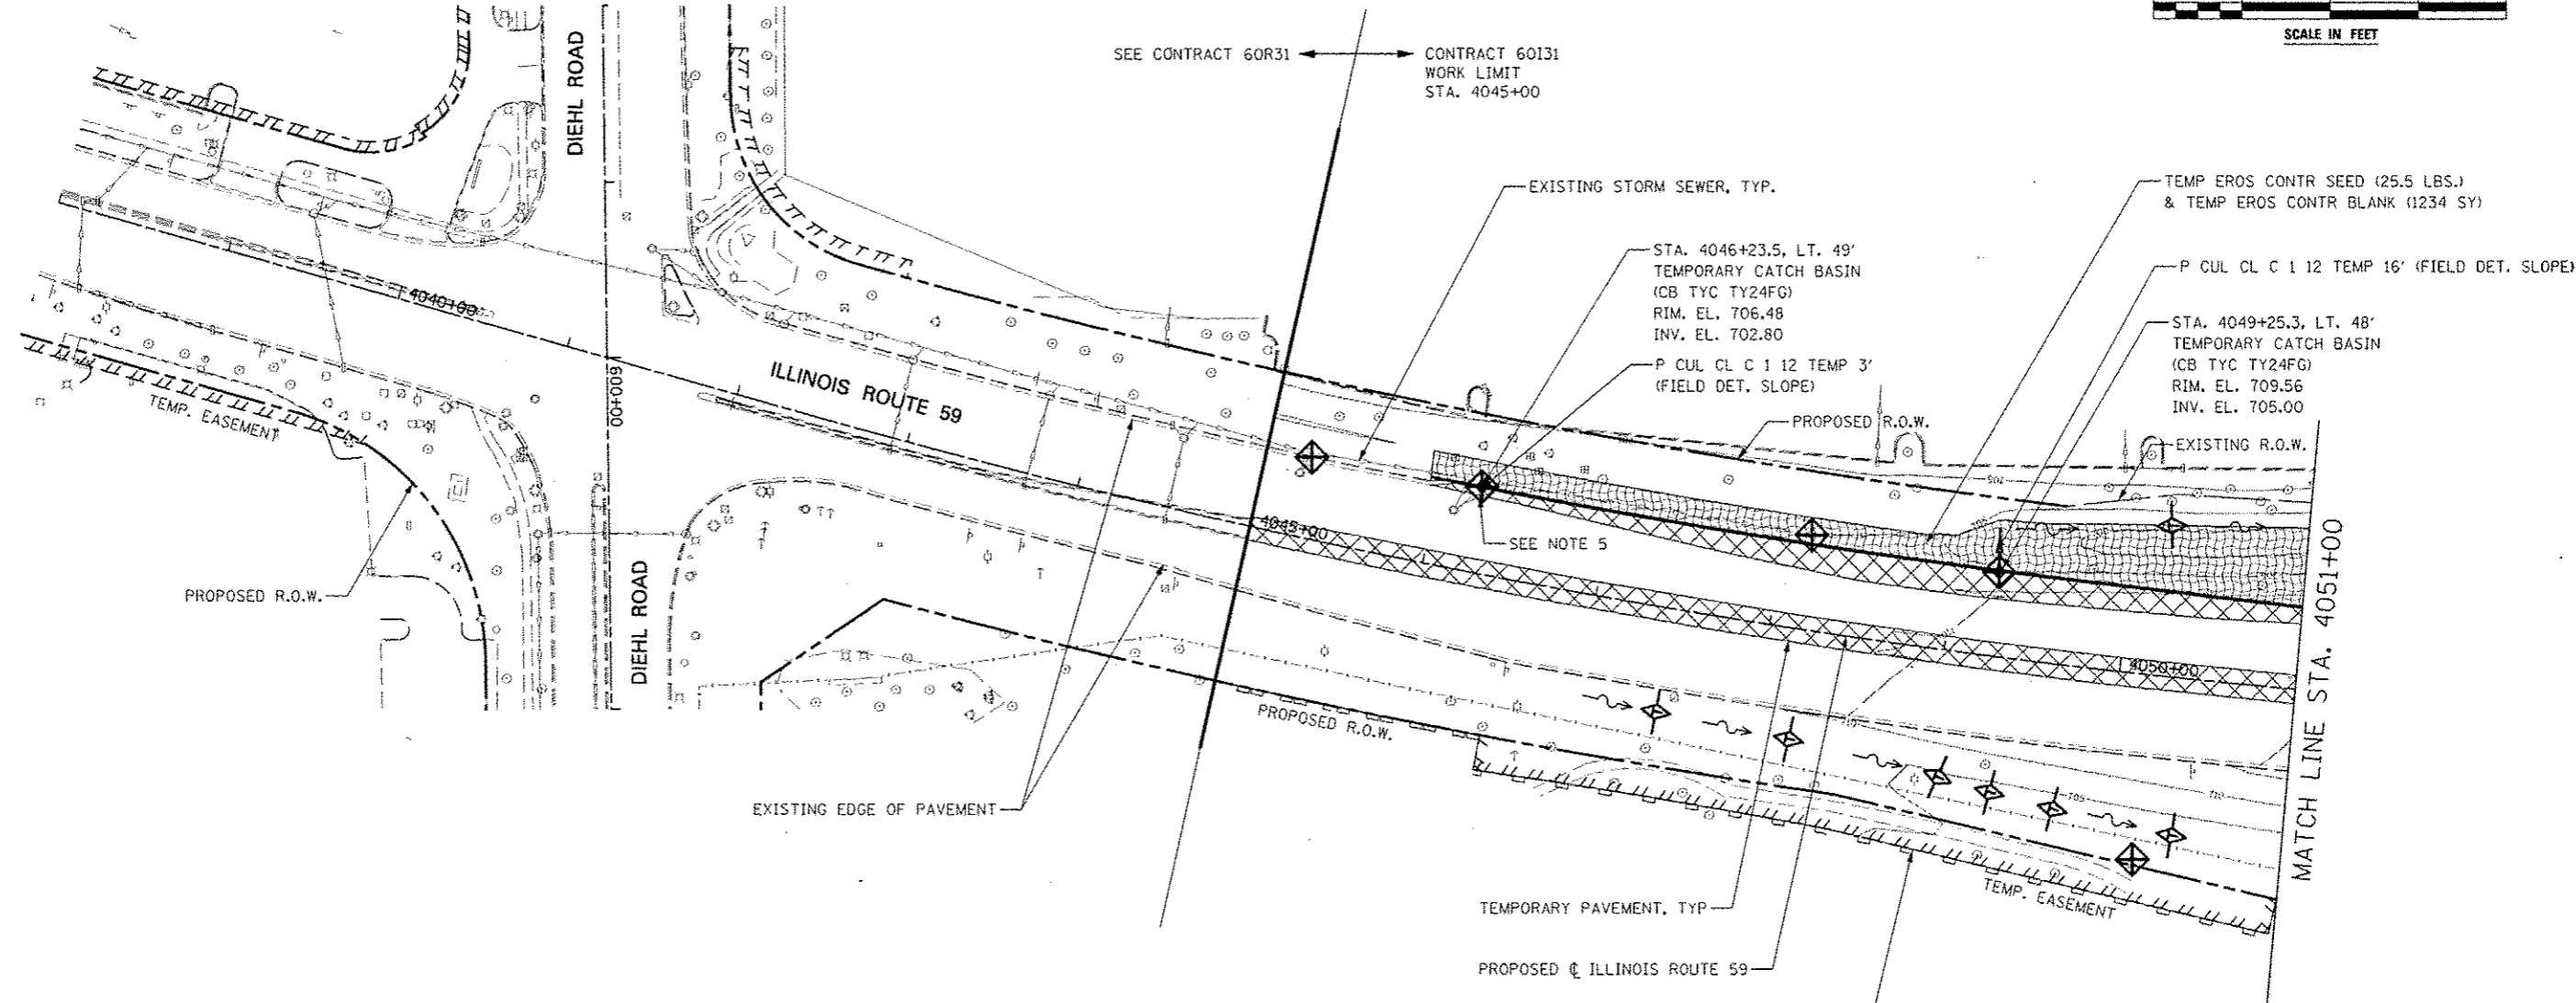 SCALE IN FEET
SEE CONTRACT 60R31
CONTRACT 60I31
WORK LIMIT
STA. 4045+00
DIEHL ROAD
EXISTING STORM SEWER, TYP.
TEMP EROS CONTR SEED (25.5 LBS.)
& TEMP EROS CONTR BLANK (1234 SY)
STA. 4046+23.5, LT. 49'
TEMPORARY CATCH BASIN
(CB TYC TY24FG)
RIM. EL. 706.48
INV. EL. 702.80
P CUL CL C 1 12 TEMP 16' (FIELD DET. SLOPE)
STA. 4049+25.3, LT. 48'
TEMPORARY CATCH BASIN
(CB TYC TY24FG)
RIM. EL. 709.56
INV. EL. 705.00
P CUL CL C 1 12 TEMP 3'
(FIELD DET. SLOPE)
4040+00
600+00
ILLINOIS ROUTE 59
TEMP. EASEMENT
PROPOSED R.O.W.
EXISTING R.O.W.
705
4045+00
SEE NOTE 5
PROPOSED R.O.W.
DIEHL ROAD
4050+00
MATCH LINE STA. 4051+00
PROPOSED R.O.W.
710
705
710
EXISTING EDGE OF PAVEMENT
TEMPORARY PAVEMENT, TYP
TEMP. EASEMENT
PROPOSED ℄ ILLINOIS ROUTE 59